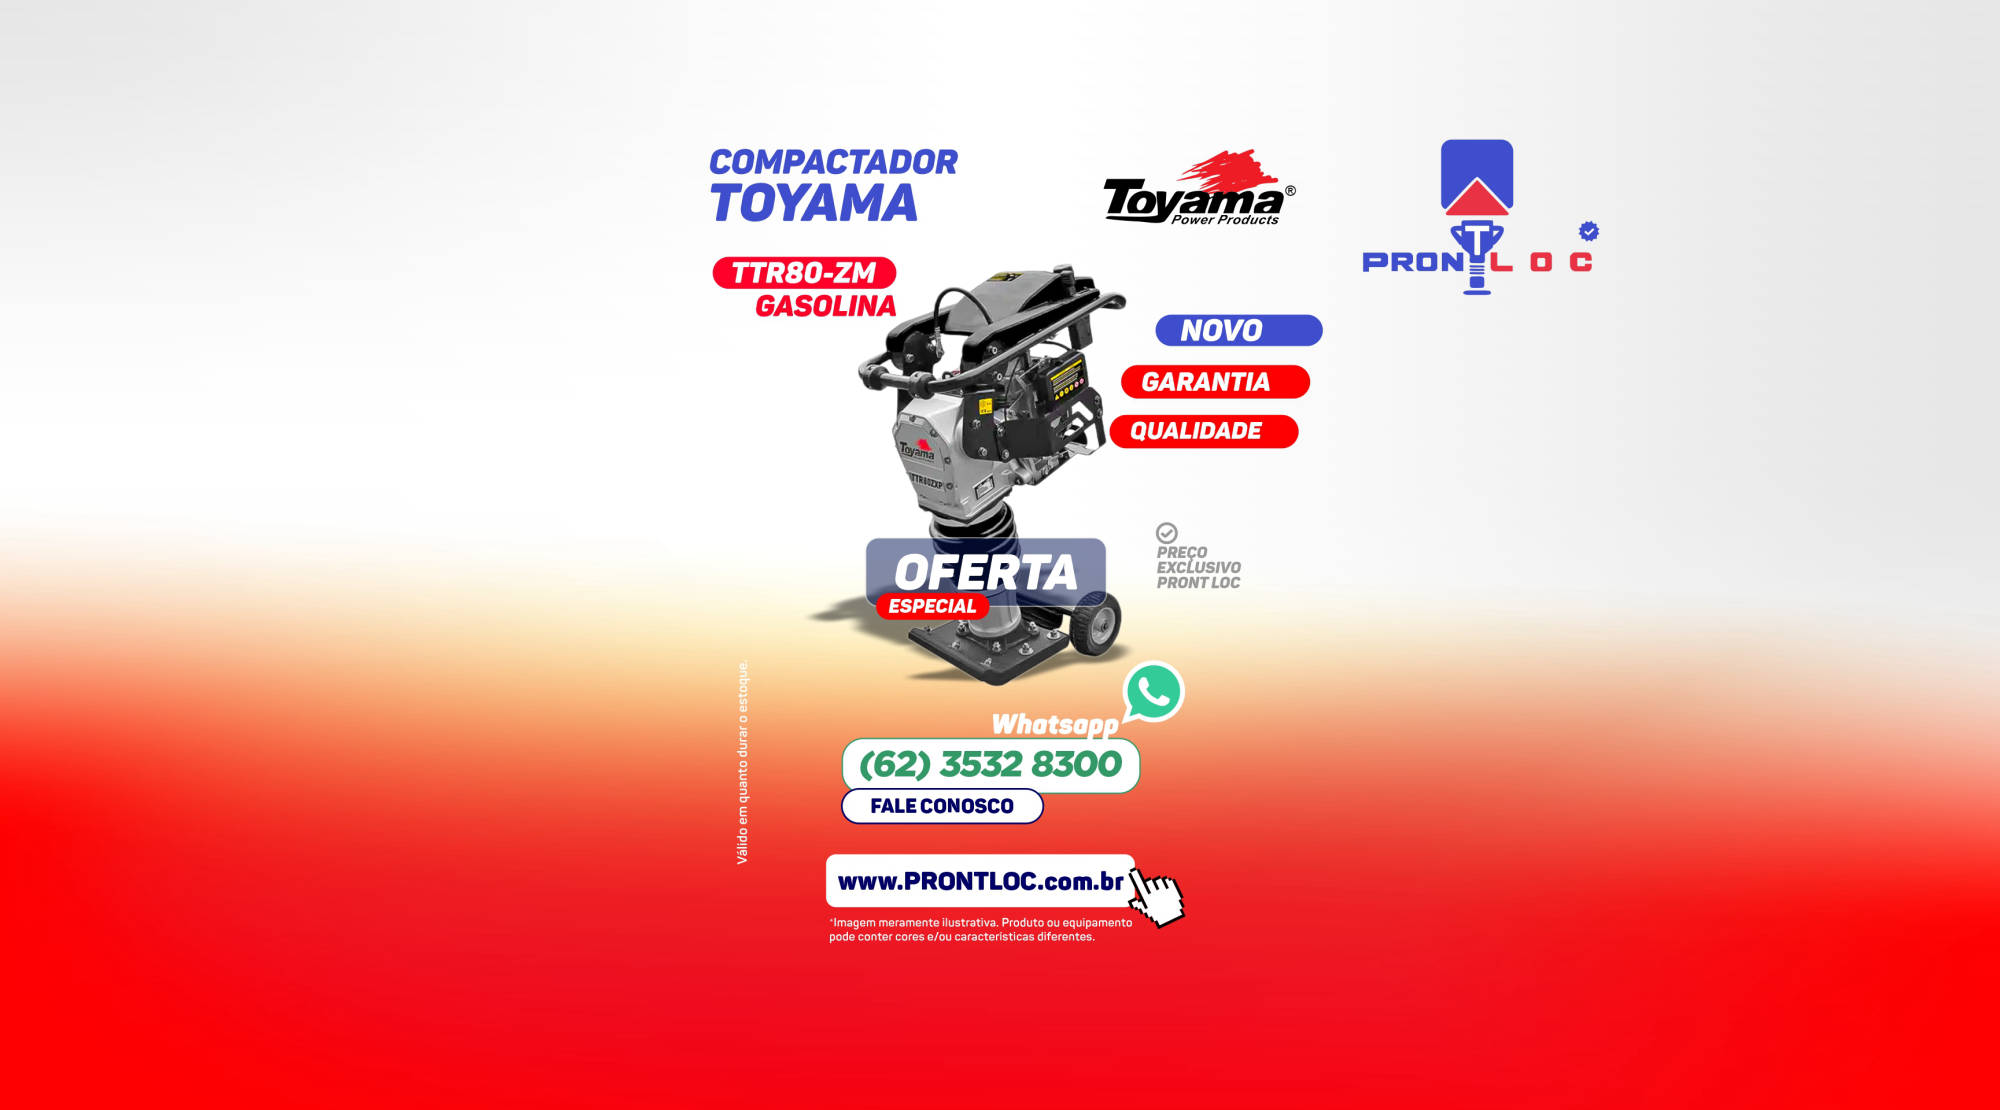 COMPACTADOR
TOYAMA
Toyama®
Power Products
PRONTLOC
TTR80-ZM
GASOLINA
NOVO
GARANTIA
QUALIDADE
Toyama
TTR80ZXP
OFERTA
ESPECIAL
PREÇO
EXCLUSIVO
PRONT LOC
Válido em quanto durar o estoque.
Whatsapp
(62) 3532 8300
FALE CONOSCO
www.PRONTLOC.com.br
*Imagem meramente ilustrativa. Produto ou equipamento
pode conter cores e/ou características diferentes.